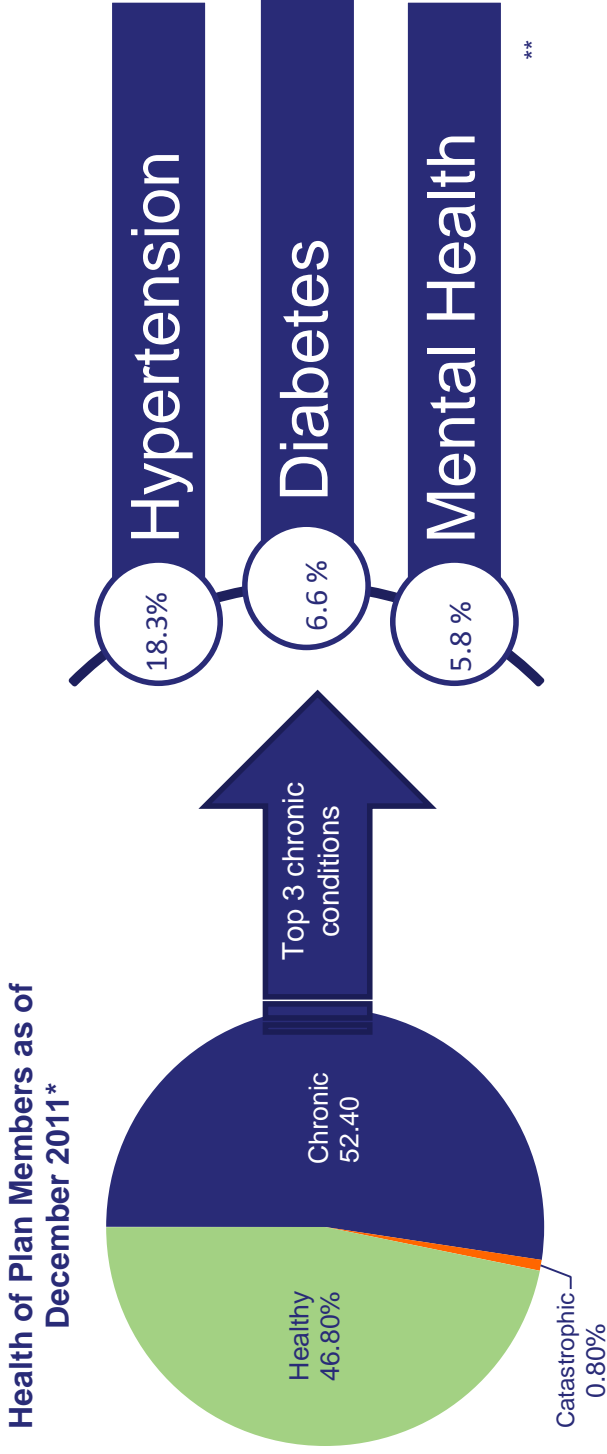 Health of Plan Members as of
December 2011*
Healthy
46.80%
Chronic
52.40
Catastrophic
0.80%
Top 3 chronic
conditions
18.3%
Hypertension
6.6 %
Diabetes
5.8 %
Mental Health
**